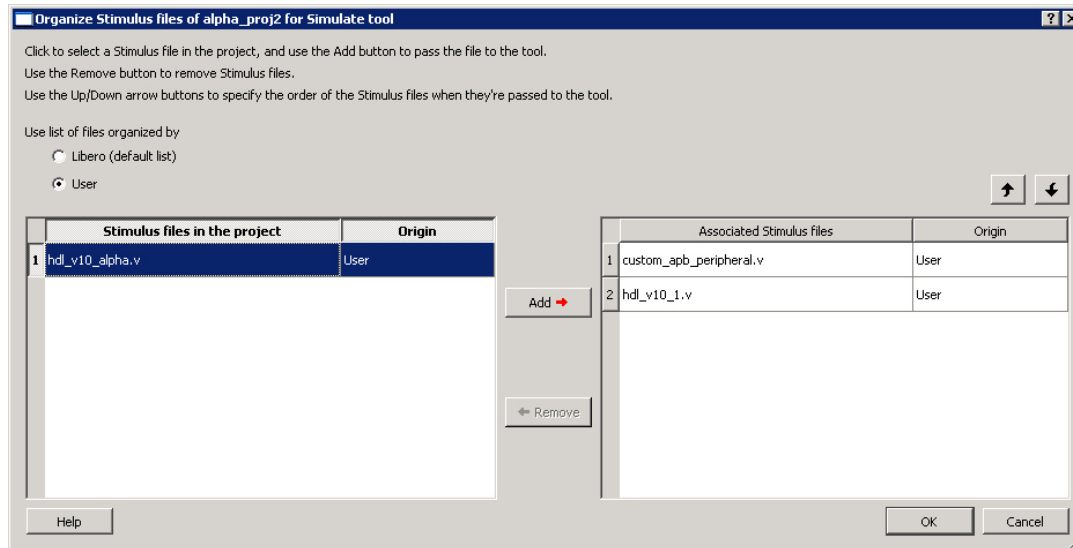 Organize Stimulus files of alpha_proj2 for Simulate tool
Click to select a Stimulus file in the project, and use the Add button to pass the file to the tool.
Use the Remove button to remove Stimulus files.
Use the Up/Down arrow buttons to specify the order of the Stimulus files when they're passed to the tool.
Use list of files organized by
Libero (default list)
User
Stimulus files in the project Origin
1 hdl_v10_alpha.v User
Add
Remove
Associated Stimulus files Origin
1 custom_apb_peripheral.v User
2 hdl_v10_1.v User
Help
OK
Cancel